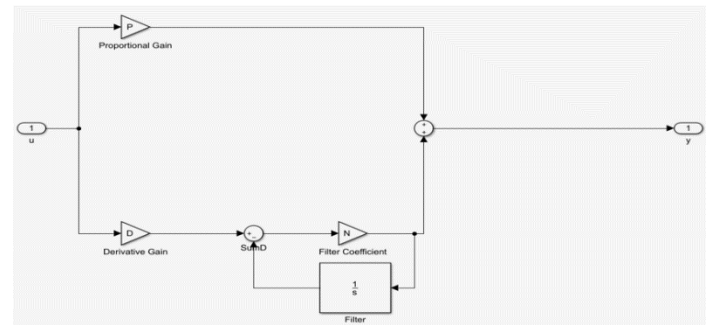 P
Proportional Gain
1
u
+
+
1
y
D
Derivative Gain
+
-
SumD
N
Filter Coefficient
1
s
Filter